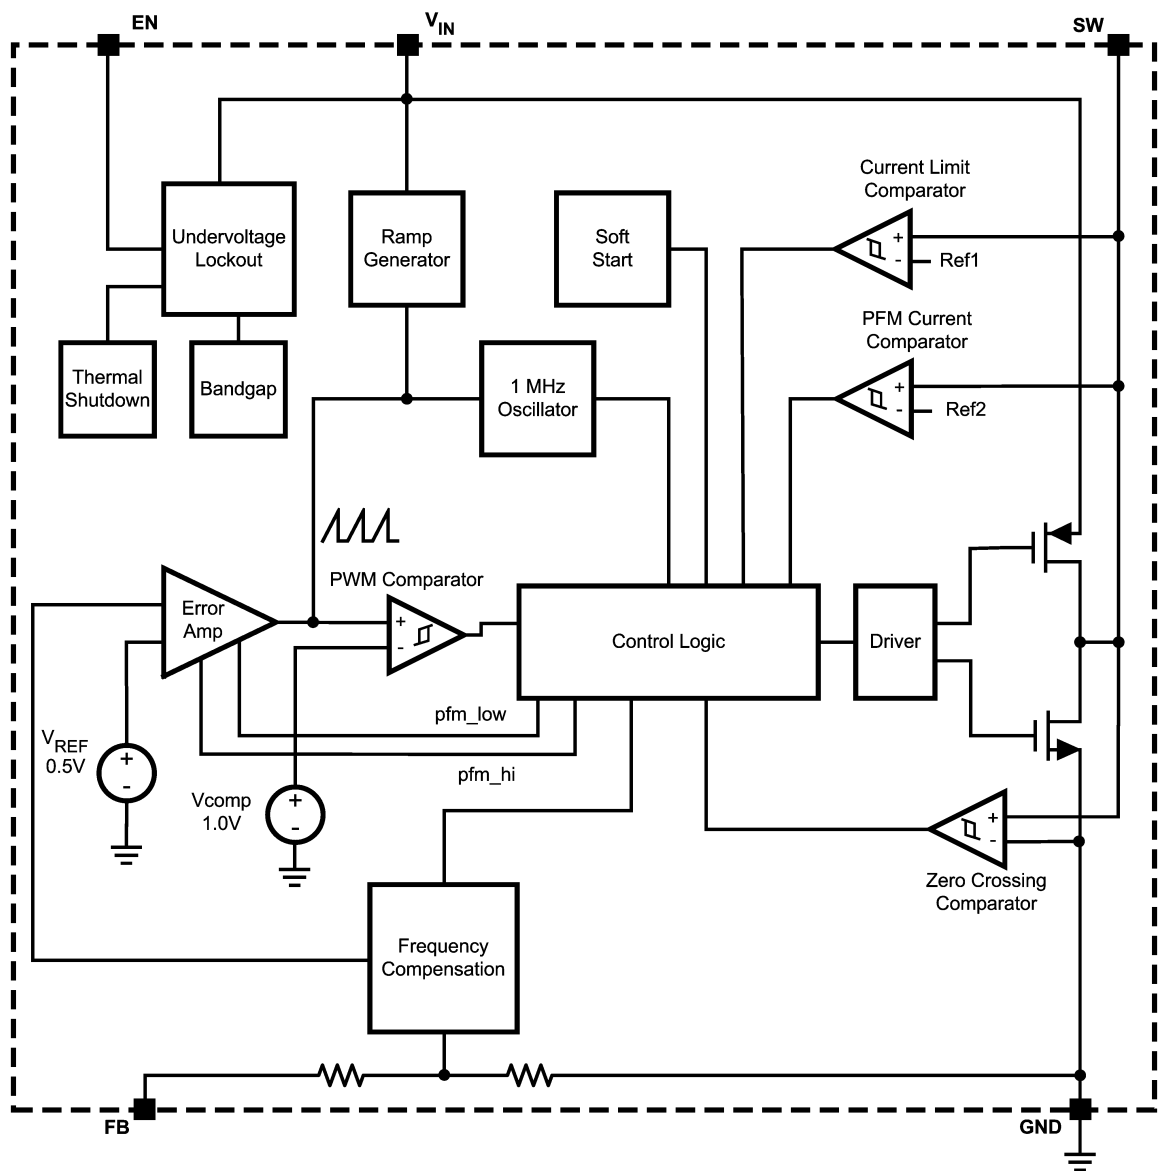 EN
VIN
SW
Current Limit
Comparator
Undervoltage
Lockout
Ramp
Generator
Soft
Start
+
-
Ref1
PFM Current
Comparator
Thermal
Shutdown
Bandgap
1 MHz
Oscillator
+
-
Ref2
PWM Comparator
Error
Amp
+
-
Control Logic
Driver
pfm_low
pfm_hi
VREF
0.5V
+
-
Vcomp
1.0V
+
-
+
-
Zero Crossing
Comparator
Frequency
Compensation
FB
GND